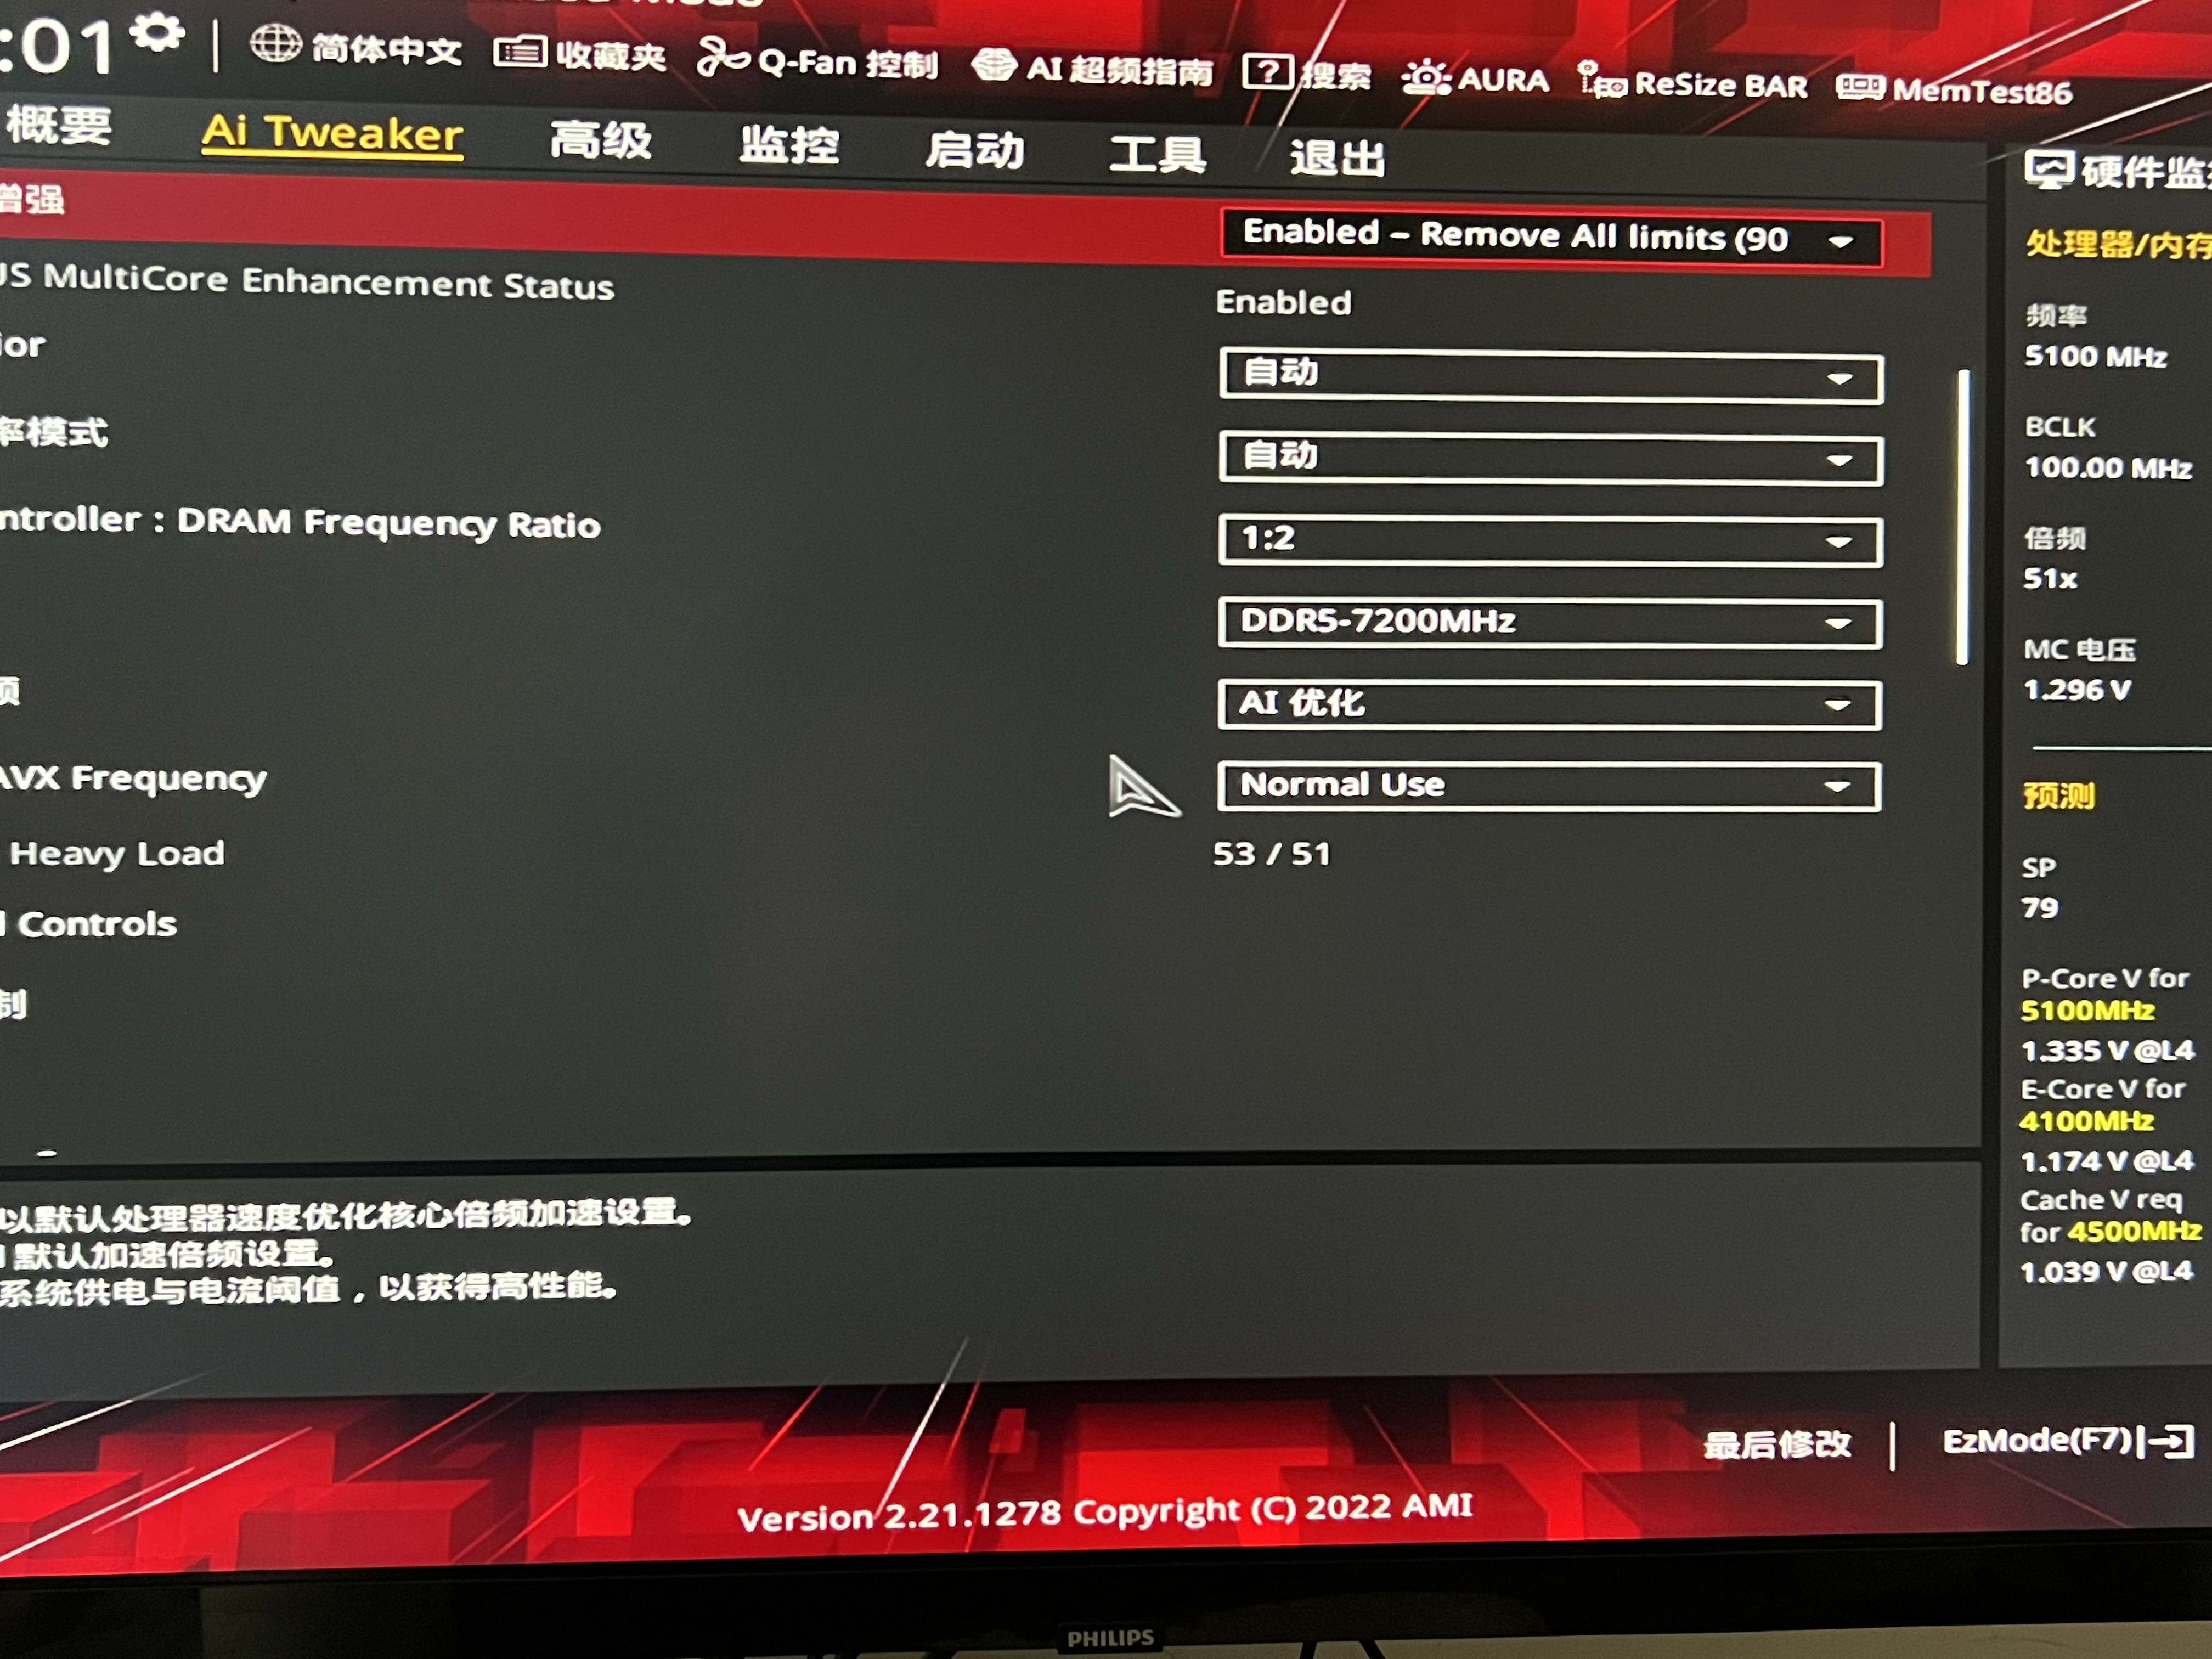 :01
简体中文
收藏夹
Q-Fan 控制
AI 超频指南
?
搜索
AURA
ReSize BAR
MemTest86
概要
Ai Tweaker
高级
监控
启动
工具
退出
硬件监
增强
Enabled – Remove All limits (90
处理器/内存
US MultiCore Enhancement Status
Enabled
频率
5100 MHz
ior
自动
率模式
自动
BCLK
100.00 MHz
ntroller : DRAM Frequency Ratio
1:2
倍频
51x
DDR5-7200MHz
MC 电压
1.296 V
频
AI 优化
AVX Frequency
Normal Use
预测
Heavy Load
53 / 51
SP
79
Controls
制
P-Core V for
5100MHz
1.335 V @L4
E-Core V for
4100MHz
1.174 V @L4
Cache V req
for 4500MHz
1.039 V @L4
以默认处理器速度优化核心倍频加速设置。
默认加速倍频设置。
系统供电与电流阈值，以获得高性能。
最后修改
EzMode(F7)
Version 2.21.1278 Copyright (C) 2022 AMI
PHILIPS